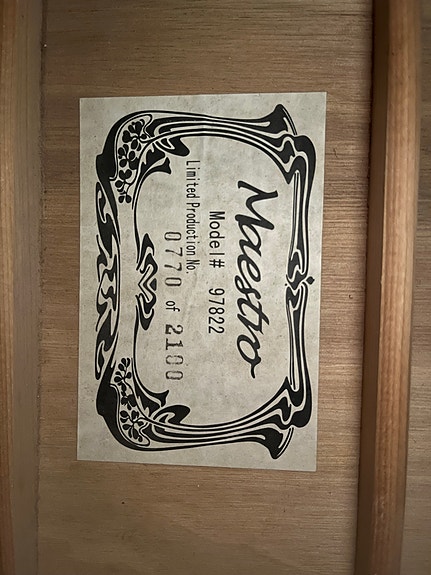 Maestro
Model# 97822
Limited Production No.
0770 of 2100